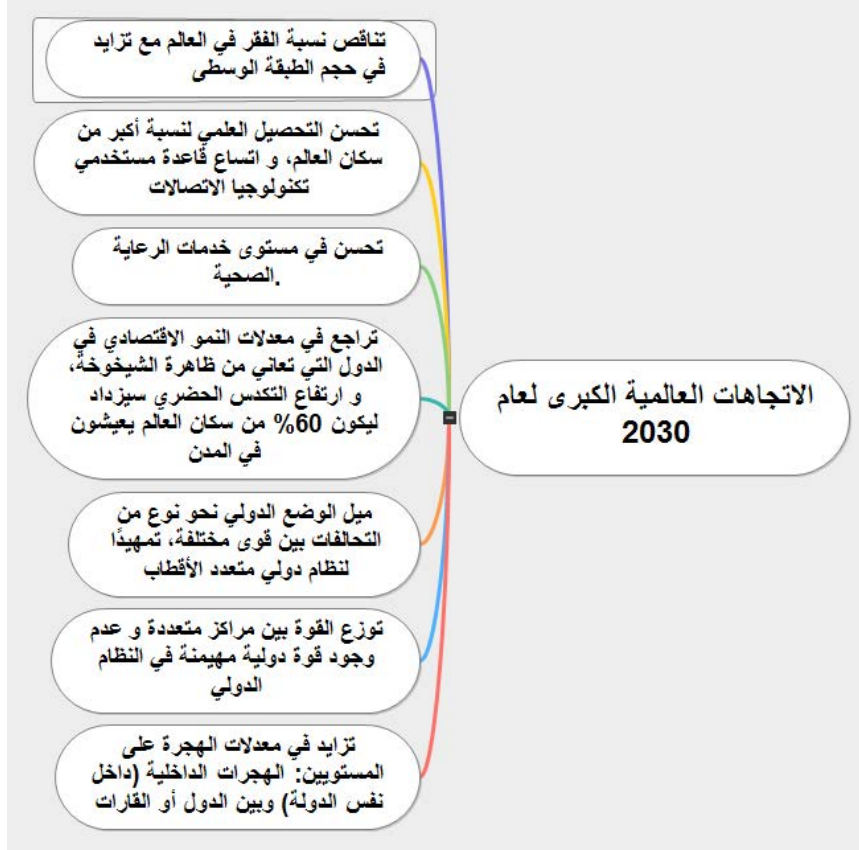 الاتجاهات العالمية الكبرى لعام
2030
تناقص نسبة الفقر في العالم مع تزايد
في حجم الطبقة الوسطى
تحسن التحصيل العلمي لنسبة أكبر من
سكان العالم، و اتساع قاعدة مستخدمي
تكنولوجيا الاتصالات
تحسن في مستوى خدمات الرعاية
.الصحية
تراجع في معدلات النمو الاقتصادي في
الدول التي تعاني من ظاهرة الشيخوخة،
و ارتفاع التكدس الحضري سيزداد
ليكون 60% من سكان العالم يعيشون
في المدن
ميل الوضع الدولي نحو نوع من
التحالفات بين قوى مختلفة، تمهيدًا
لنظام دولي متعدد الأقطاب
توزع القوة بين مراكز متعددة و عدم
وجود قوة دولية مهيمنة في النظام
الدولي
تزايد في معدلات الهجرة على
المستويين: الهجرات الداخلية (داخل
نفس الدولة) وبين الدول أو القارات